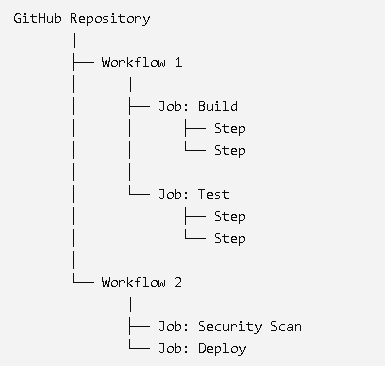 GitHub Repository
Workflow 1
Job: Build
Step
Step
Job: Test
Step
Step
Workflow 2
Job: Security Scan
Job: Deploy